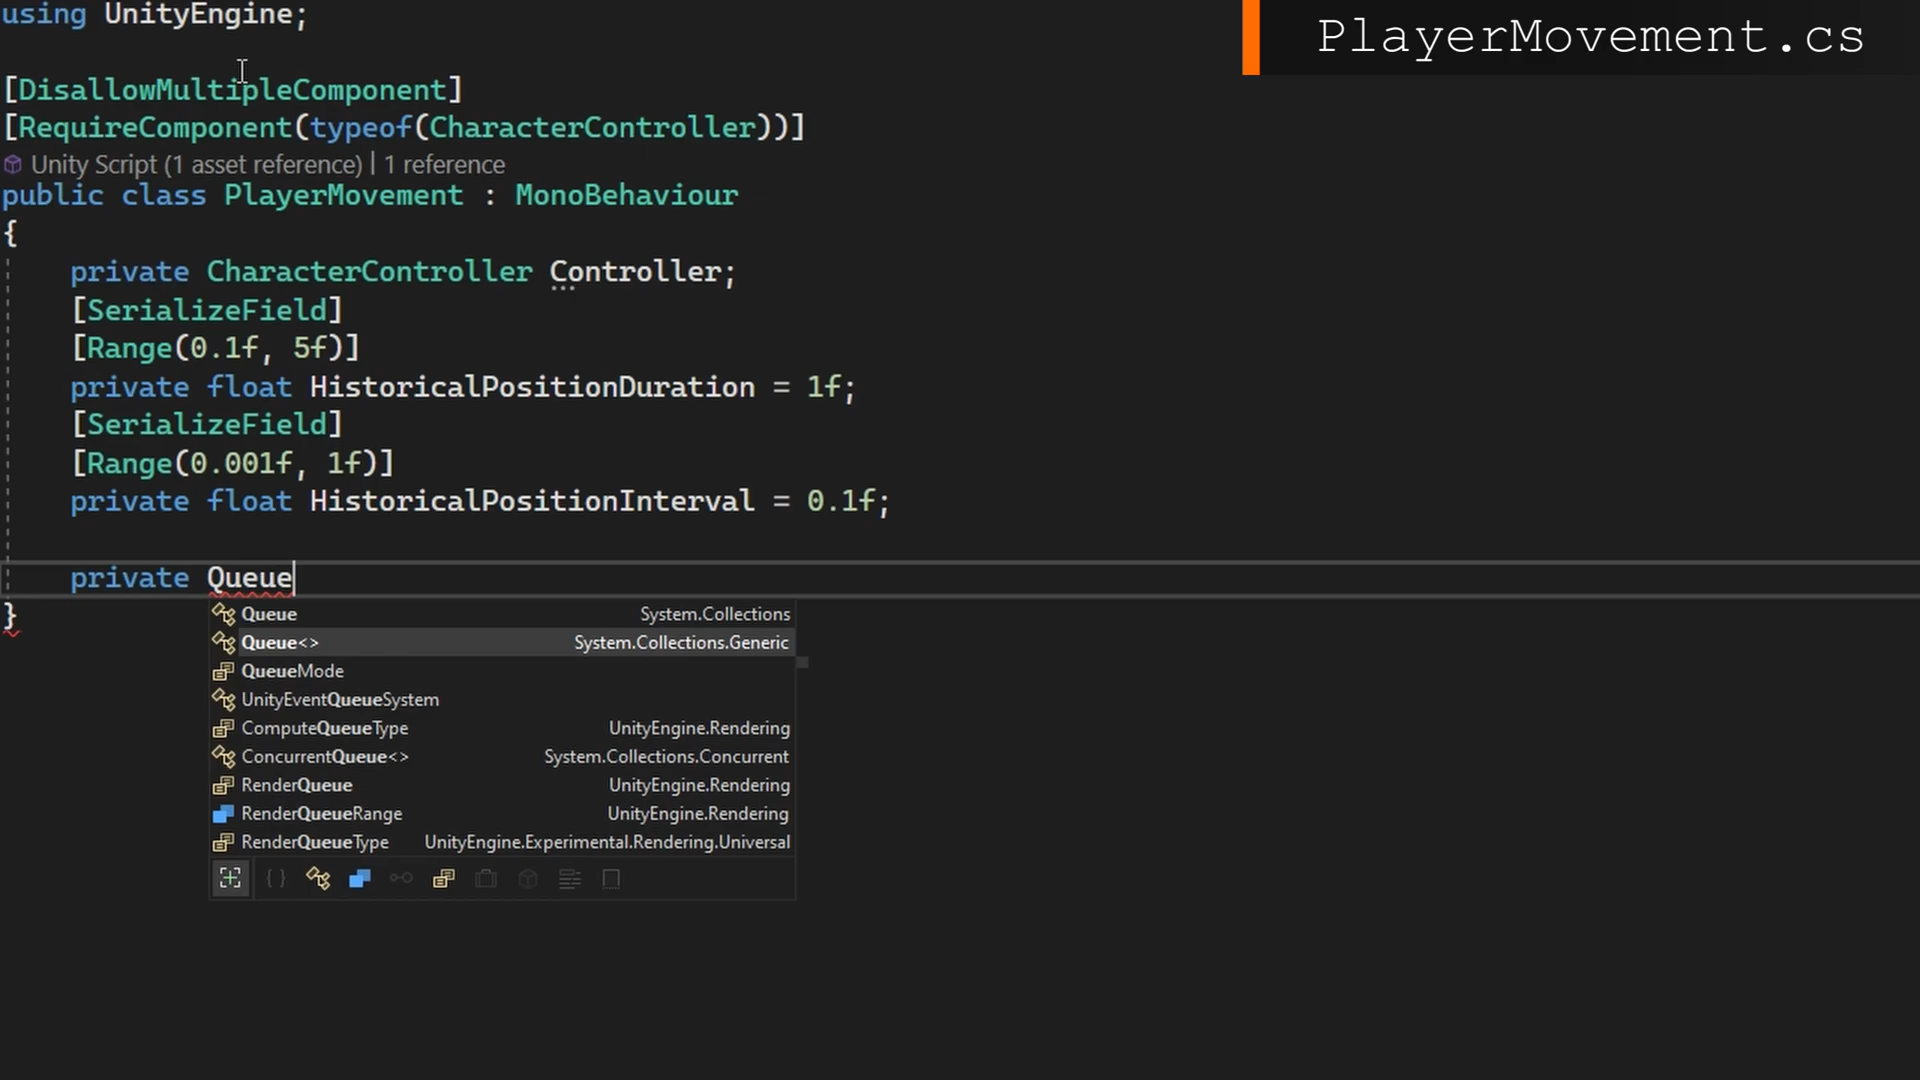 using UnityEngine;
PlayerMovement.cs
[DisallowMultipleComponent]
[RequireComponent(typeof(CharacterController))]
Unity Script (1 asset reference) | 1 reference
public class PlayerMovement : MonoBehaviour
{
private CharacterController Controller;
[SerializeField]
[Range(0.1f, 5f)]
private float HistoricalPositionDuration = 1f;
[SerializeField]
[Range(0.001f, 1f)]
private float HistoricalPositionInterval = 0.1f;
private Queue
}
Queue System.Collections
Queue<> System.Collections.Generic
QueueMode
UnityEventQueueSystem
ComputeQueueType UnityEngine.Rendering
ConcurrentQueue<> System.Collections.Concurrent
RenderQueue UnityEngine.Rendering
RenderQueueRange UnityEngine.Rendering
RenderQueueType UnityEngine.Experimental.Rendering.Universal